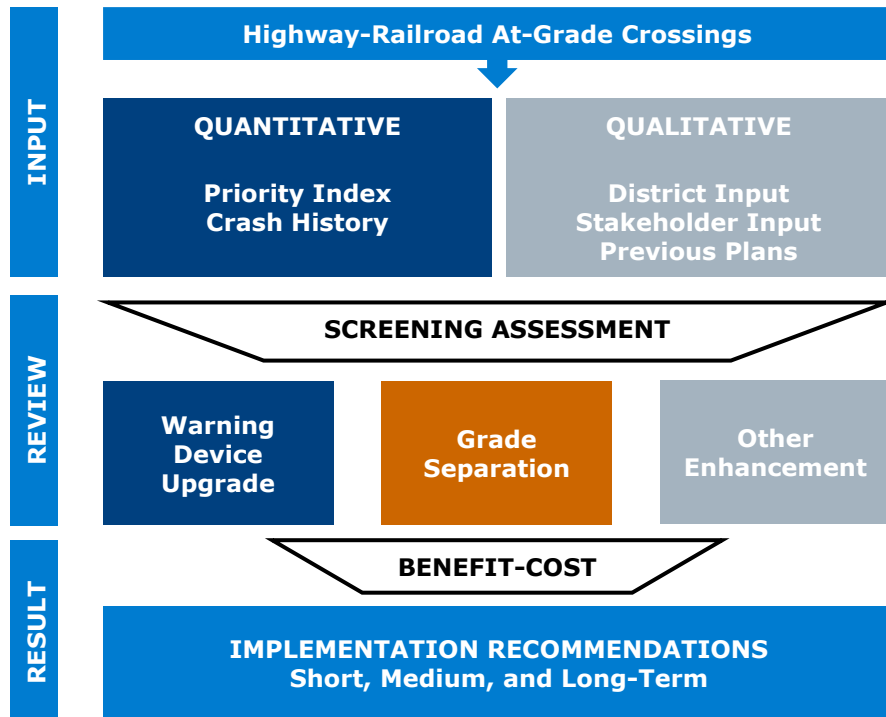 INPUT
Highway-Railroad At-Grade Crossings
QUANTITATIVE
Priority Index
Crash History
QUALITATIVE
District Input
Stakeholder Input
Previous Plans
REVIEW
SCREENING ASSESSMENT
Warning
Device
Upgrade
Grade
Separation
Other
Enhancement
RESULT
BENEFIT-COST
IMPLEMENTATION RECOMMENDATIONS
Short, Medium, and Long-Term